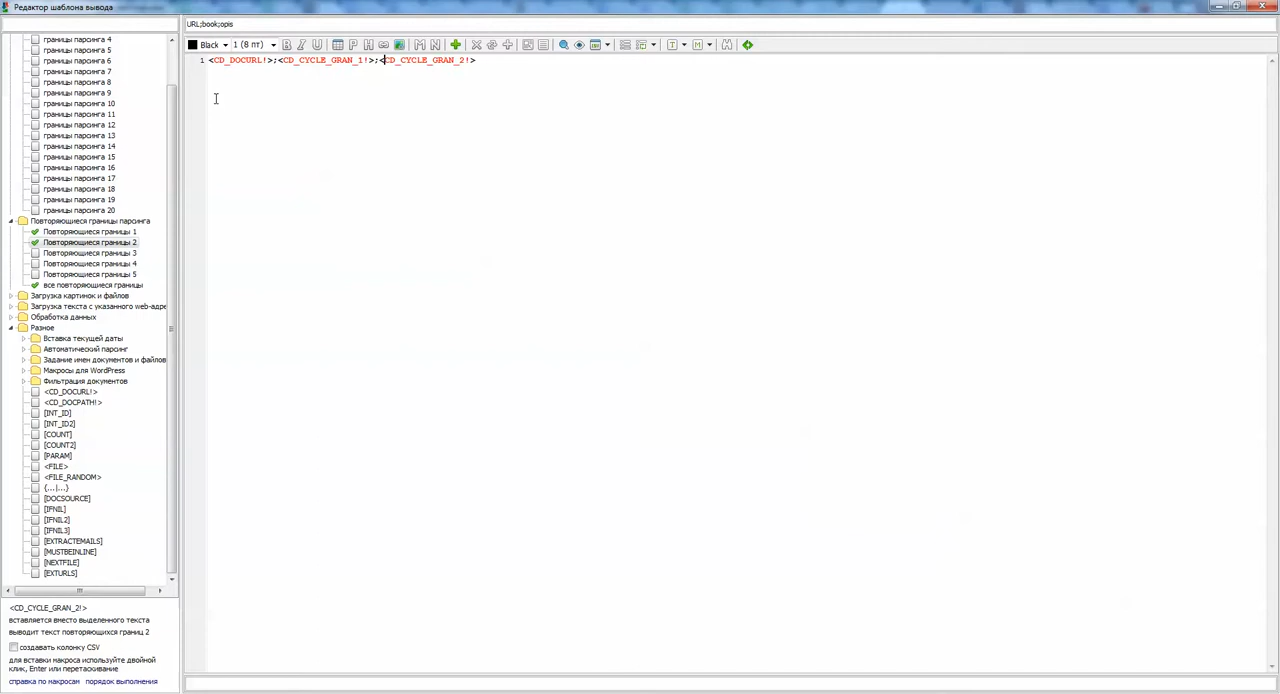 Редактор шаблона вывода
URL;book;opis
Black
1 (8 пт)
1 <CD_DOCURL!>;<CD_CYCLE_GRAN_1!>;<CD_CYCLE_GRAN_2!>
границы парсинга 4
границы парсинга 5
границы парсинга 6
границы парсинга 7
границы парсинга 8
границы парсинга 9
границы парсинга 10
границы парсинга 11
границы парсинга 12
границы парсинга 13
границы парсинга 14
границы парсинга 15
границы парсинга 16
границы парсинга 17
границы парсинга 18
границы парсинга 19
границы парсинга 20
Повторяющиеся границы парсинга
Повторяющиеся границы 1
Повторяющиеся границы 2
Повторяющиеся границы 3
Повторяющиеся границы 4
Повторяющиеся границы 5
все повторяющиеся границы
Загрузка картинок и файлов
Загрузка текста с указанного web-адре
Обработка данных
Разное
Вставка текущей даты
Автоматический парсинг
Задание имен документов и файлов
Макросы для WordPress
Фильтрация документов
<CD_DOCURL!>
<CD_DOCPATH!>
[INT_ID]
[INT_ID2]
[COUNT]
[COUNT2]
[PARAM]
<FILE>
<FILE_RANDOM>
{...|...}
[DOCSOURCE]
[IFNIL]
[IFNIL2]
[IFNIL3]
[EXTRACTEMAILS]
[MUSTBEINLINE]
[NEXTFILE]
[EXTURLS]
<CD_CYCLE_GRAN_2!>
вставляется вместо выделенного текста
выводит текст повторяющихся границ 2
создавать колонку CSV
для вставки макроса используйте двойной
клик, Enter или перетаскивание
справка по макросам порядок выполнения